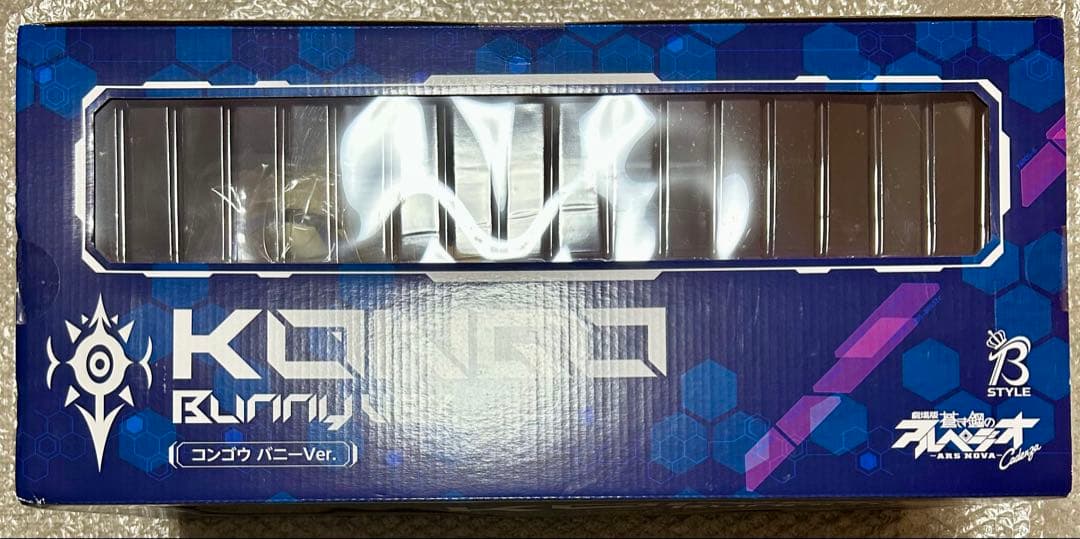 KONGO
Bunny
コンゴウ バニーVer.
B
STYLE
劇場版
蒼き鋼の
アルペジオ
-ARS NOVA-
Cadenza